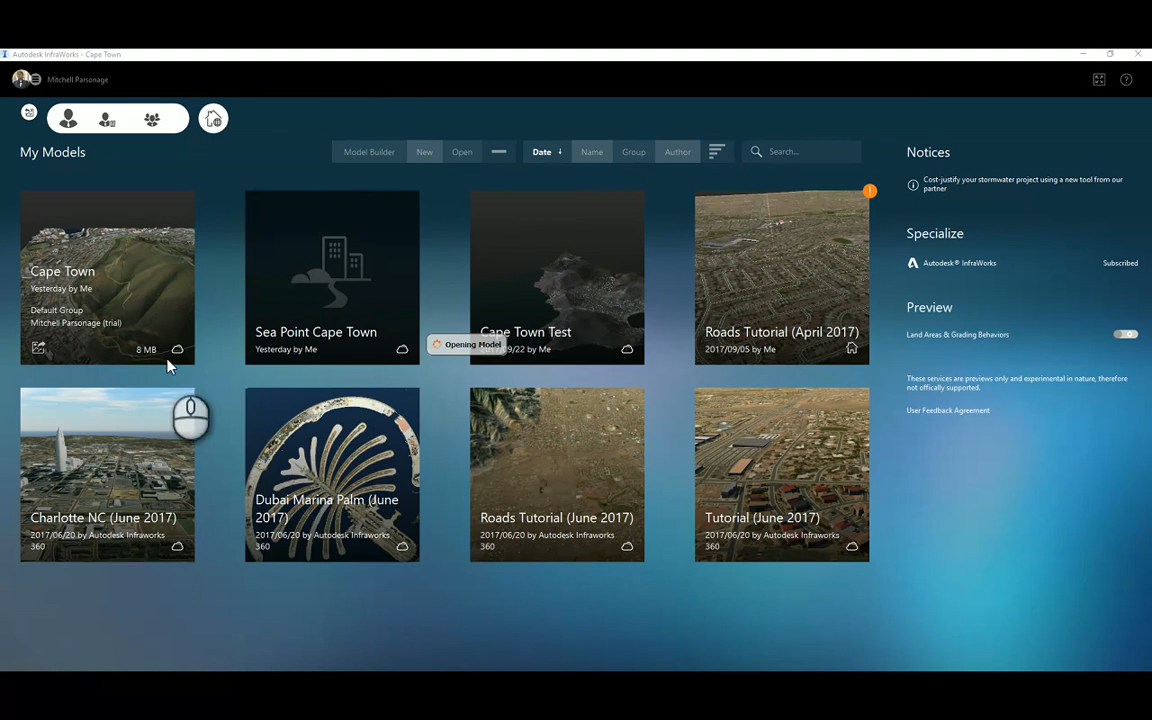 Autodesk InfraWorks - Cape Town
Mitchell Parsonage
My Models
Model Builder
New
Open
Date ↓
Name
Group
Author
Search...
Notices
Cost-justify your stormwater project using a new tool from our
partner
Specialize
Autodesk® InfraWorks
Subscribed
Preview
Land Areas & Grading Behaviors
These services are previews only and experimental in nature, therefore
not offically supported.
User Feedback Agreement
Cape Town
Yesterday by Me
Default Group
Mitchell Parsonage (trial)
8 MB
Sea Point Cape Town
Yesterday by Me
Cape Town Test
/09/22 by Me
Opening Model
Roads Tutorial (April 2017)
2017/09/05 by Me
Charlotte NC (June 2017)
2017/06/20 by Autodesk Infraworks
360
Dubai Marina Palm (June
2017)
2017/06/20 by Autodesk Infraworks
360
Roads Tutorial (June 2017)
2017/06/20 by Autodesk Infraworks
360
Tutorial (June 2017)
2017/06/20 by Autodesk Infraworks
360